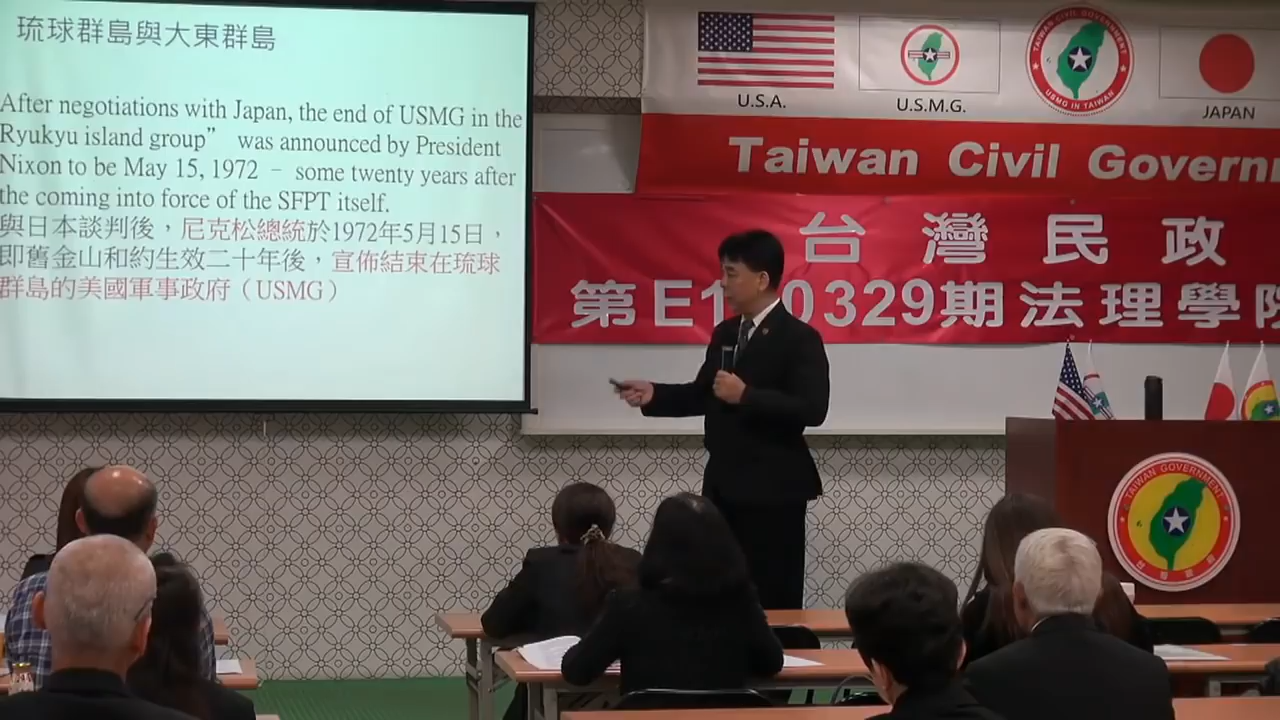 琉球群島與大東群島
After negotiations with Japan, the end of USMG in the
Ryukyu island group” was announced by President
Nixon to be May 15, 1972 – some twenty years after
the coming into force of the SFPT itself.
與日本談判後，尼克松總統於1972年5月15日，
即舊金山和約生效二十年後，宣佈結束在琉球
群島的美國軍事政府（USMG）
U.S.A.
U.S.M.G.
TAIWAN CIVIL GOVERNMENT
USMG IN TAIWAN
JAPAN
Taiwan Civil Governm
台灣民政
第E1 0329期法理學院
TAIWAN GOVERNMENT